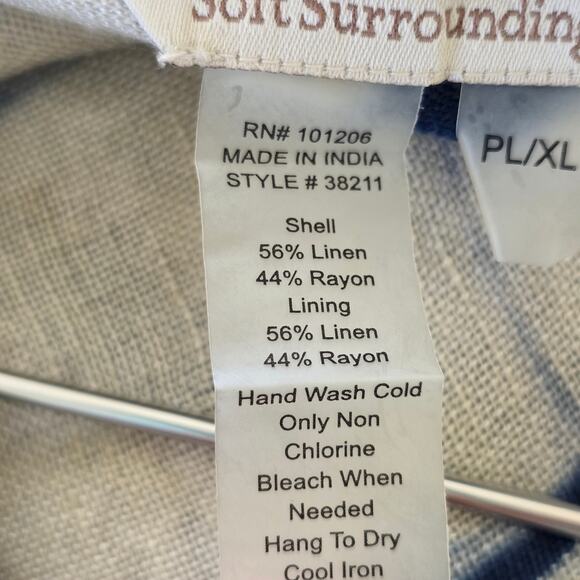 Soft Surrounding
RN# 101206
MADE IN INDIA
STYLE # 38211
PL/XL
Shell
56% Linen
44% Rayon
Lining
56% Linen
44% Rayon
Hand Wash Cold
Only Non
Chlorine
Bleach When
Needed
Hang To Dry
Cool Iron